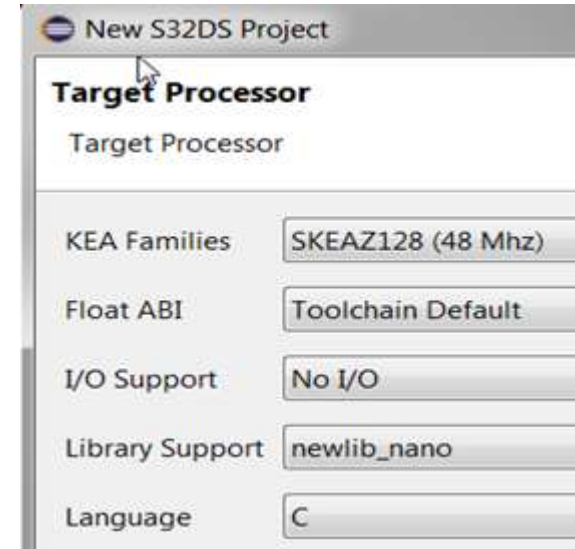 New S32DS Project
Target Processor
Target Processor
KEA Families SKEAZ128 (48 Mhz)
Float ABI Toolchain Default
I/O Support No I/O
Library Support newlib_nano
Language C